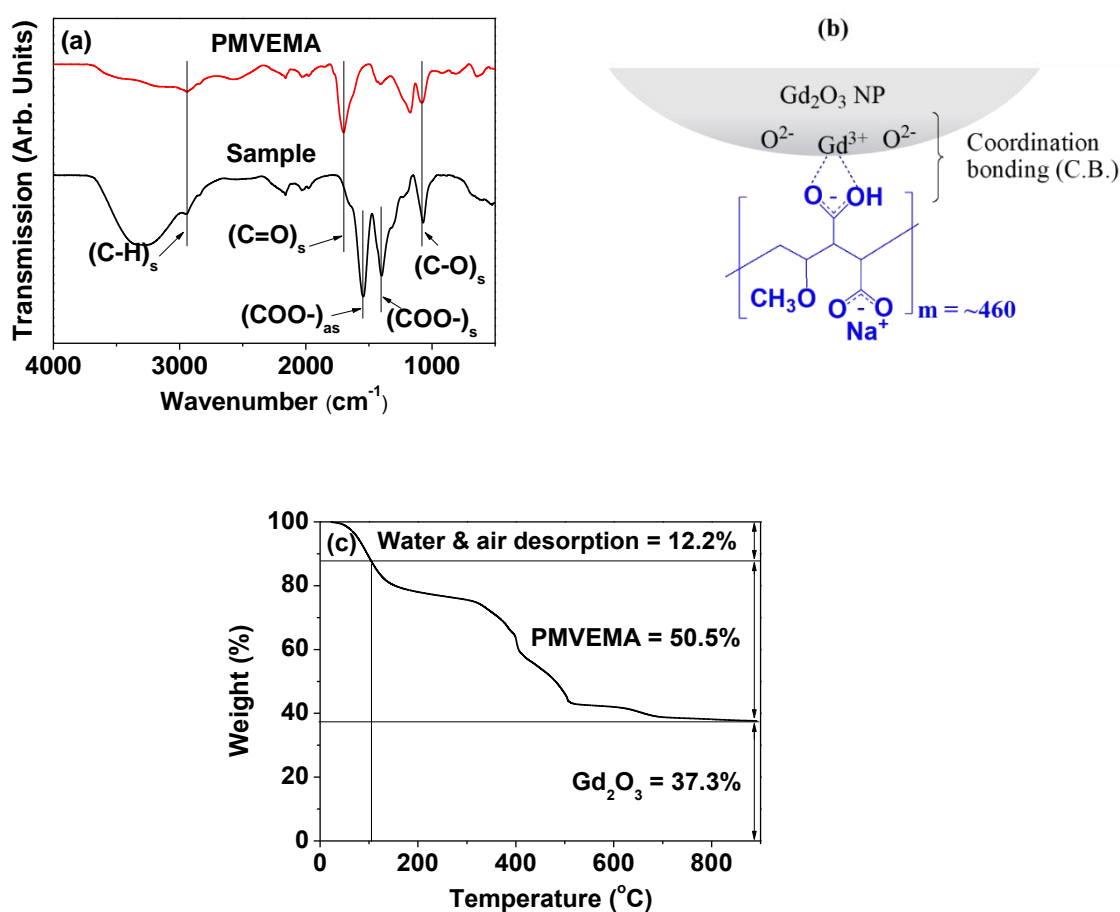 (a)
PMVEMA
Sample
(C-H)s
(C=O)s
(C-O)s
(COO-)as
(COO-)s
Transmission (Arb. Units)
4000 3000 2000 1000
Wavenumber (cm-1)
(b)
Gd2O3 NP
O2- Gd3+ O2-
Coordination
bonding (C.B.)
O - OH
CH3O
O - O
Na+
m = ~460
(c)
Water & air desorption = 12.2%
PMVEMA = 50.5%
Gd2O3 = 37.3%
Weight (%)
100
80
60
40
20
0
0 200 400 600 800
Temperature (oC)